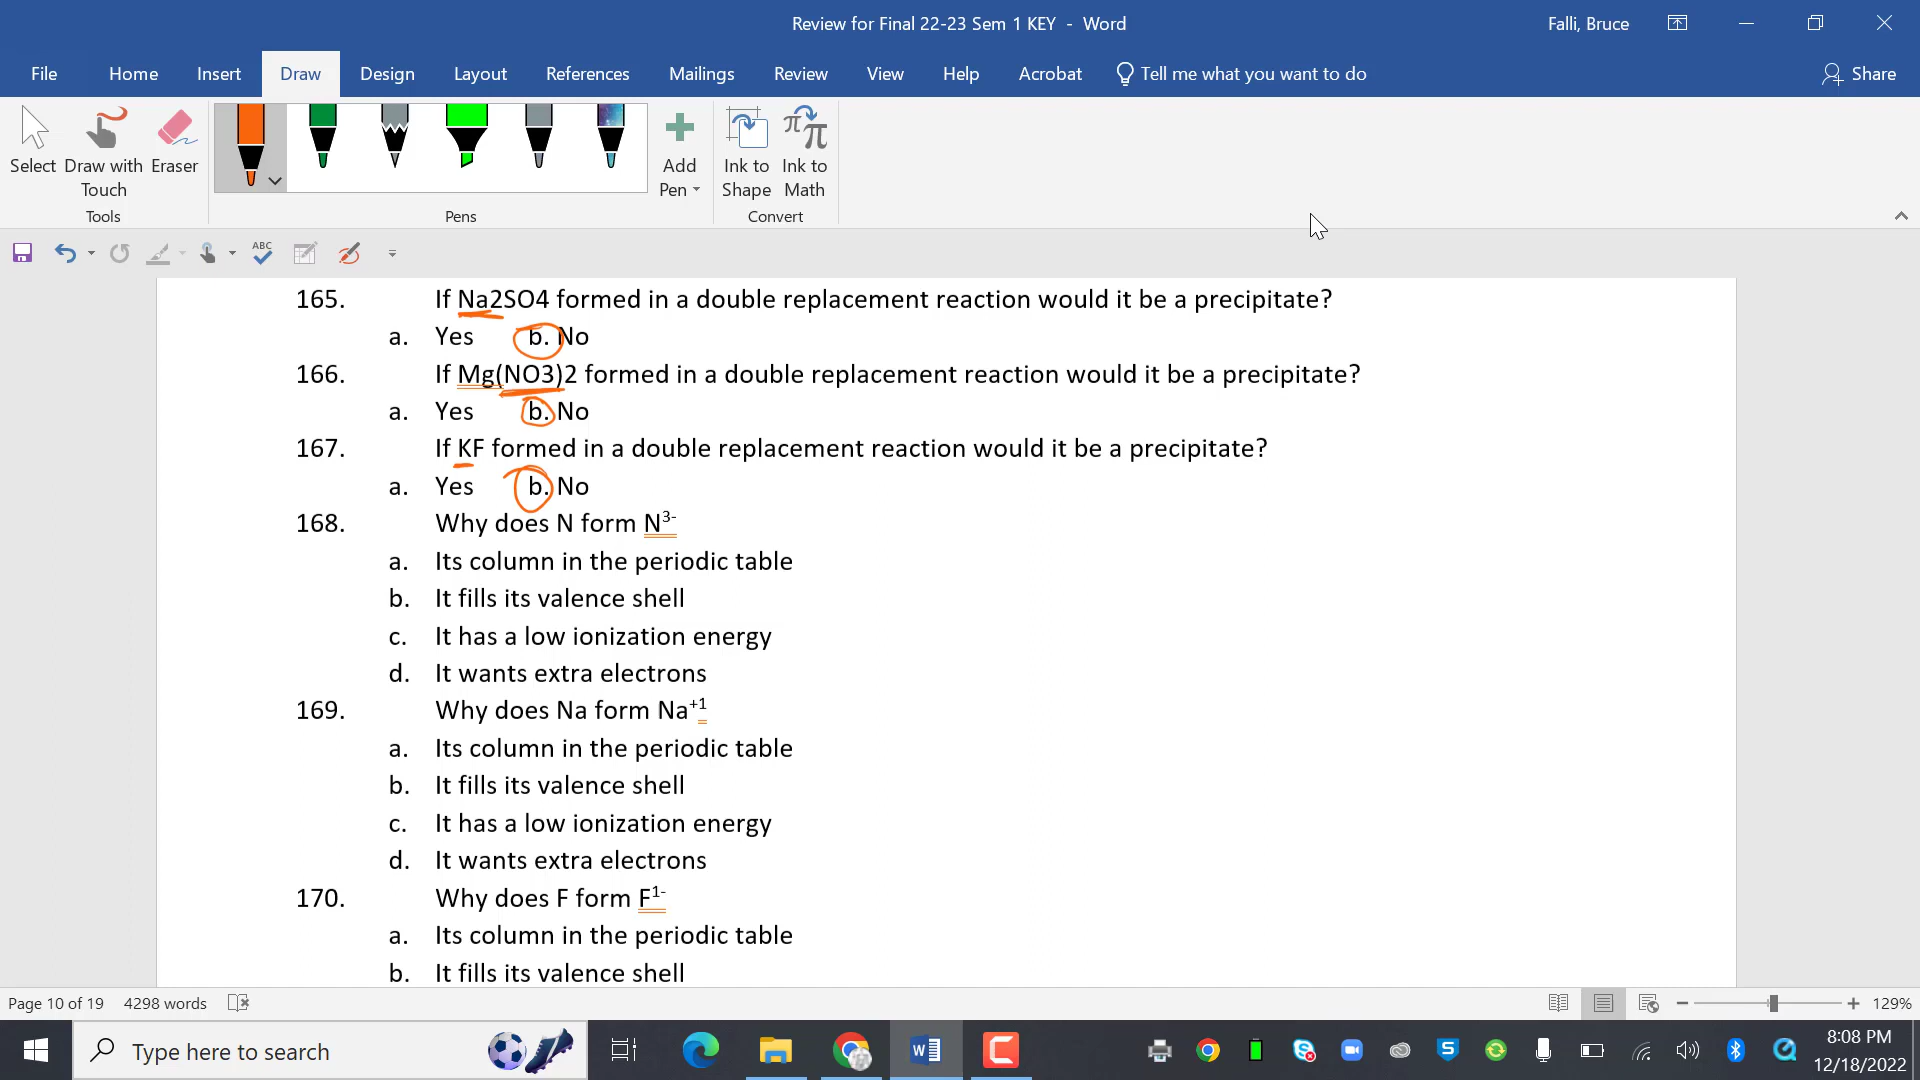 Review for Final 22-23 Sem 1 KEY - Word
Falli, Bruce
File Home Insert Draw Design Layout References Mailings Review View Help Acrobat Tell me what you want to do Share
Select Draw with Touch Eraser
Add Pen
Ink to Shape
Ink to Math
Tools Pens Convert
ABC
165. If Na2SO4 formed in a double replacement reaction would it be a precipitate?
a. Yes b. No
166. If Mg(NO3)2 formed in a double replacement reaction would it be a precipitate?
a. Yes b. No
167. If KF formed in a double replacement reaction would it be a precipitate?
a. Yes b. No
168. Why does N form N³⁻
a. Its column in the periodic table
b. It fills its valence shell
c. It has a low ionization energy
d. It wants extra electrons
169. Why does Na form Na⁺¹
a. Its column in the periodic table
b. It fills its valence shell
c. It has a low ionization energy
d. It wants extra electrons
170. Why does F form F¹⁻
a. Its column in the periodic table
b. It fills its valence shell
Page 10 of 19 4298 words 129%
Type here to search
8:08 PM
12/18/2022